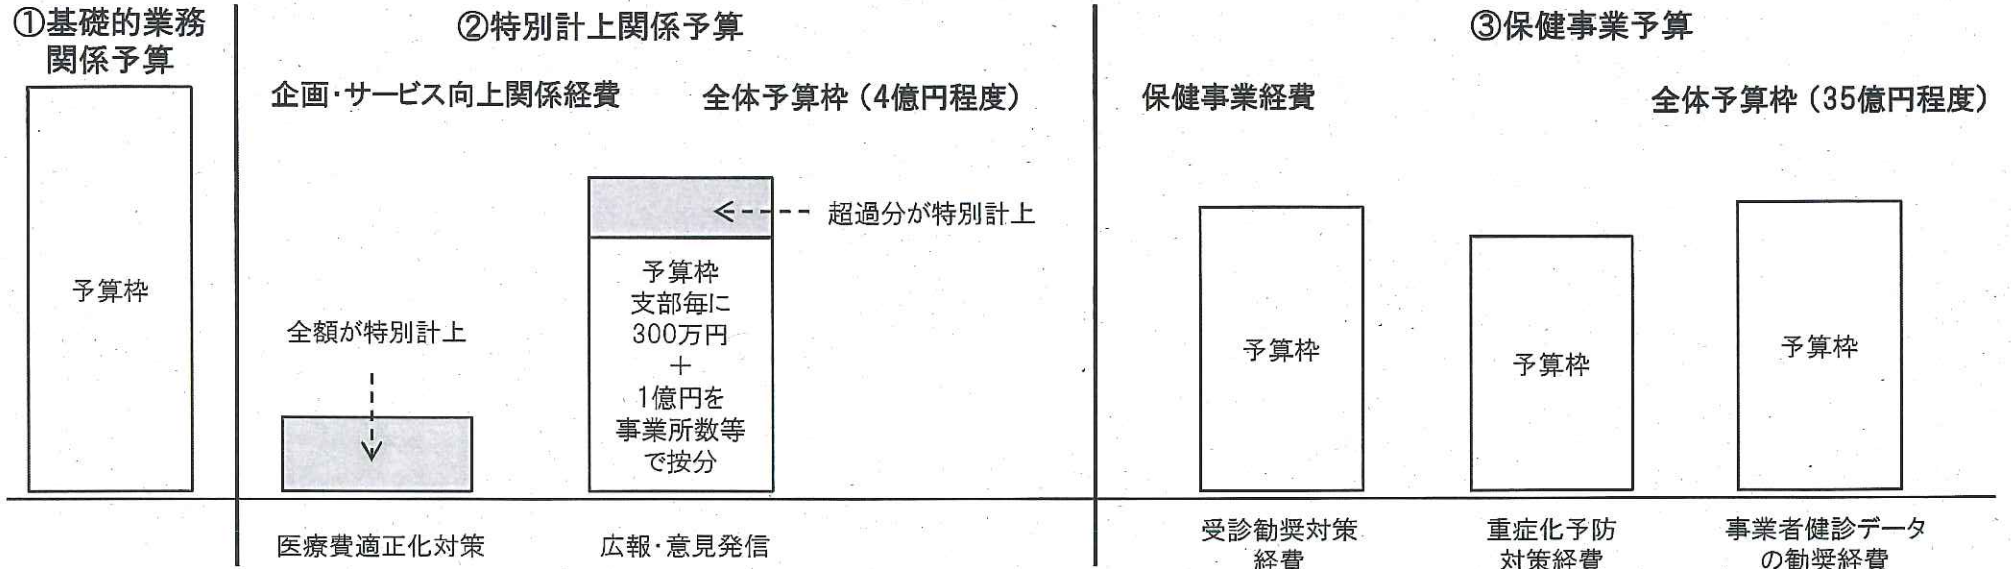 ①基礎的業務
関係予算
予算枠
②特別計上関係予算
企画・サービス向上関係経費
全体予算枠（4億円程度）
全額が特別計上
超過分が特別計上
予算枠
支部毎に
300万円
＋
1億円を
事業所数等
で按分
医療費適正化対策
広報・意見発信
③保健事業予算
保健事業経費
全体予算枠（35億円程度）
予算枠
予算枠
予算枠
受診勧奨対策
経費
重症化予防
対策経費
事業者健診データ
の勧奨経費